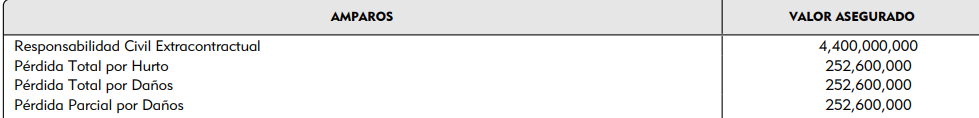 AMPAROS VALOR ASEGURADO
Responsabilidad Civil Extracontractual 4,400,000,000
Pérdida Total por Hurto 252,600,000
Pérdida Total por Daños 252,600,000
Pérdida Parcial por Daños 252,600,000